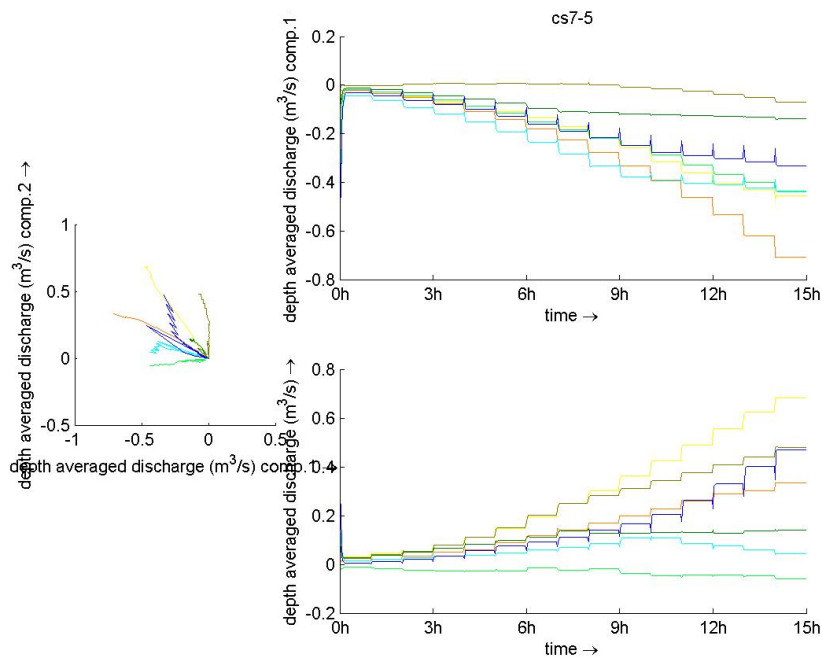 cs7-5
depth averaged discharge (m³/s) comp.1
0.2
0
-0.2
-0.4
-0.6
-0.8
0h 3h 6h 9h 12h 15h
time →
depth averaged discharge (m³/s) comp.2 →
1
0.5
0
-0.5
-1 -0.5 0 0.5
depth averaged discharge (m³/s) comp.1 →
depth averaged discharge (m³/s) →
0.8
0.6
0.4
0.2
0
-0.2
0h 3h 6h 9h 12h 15h
time →